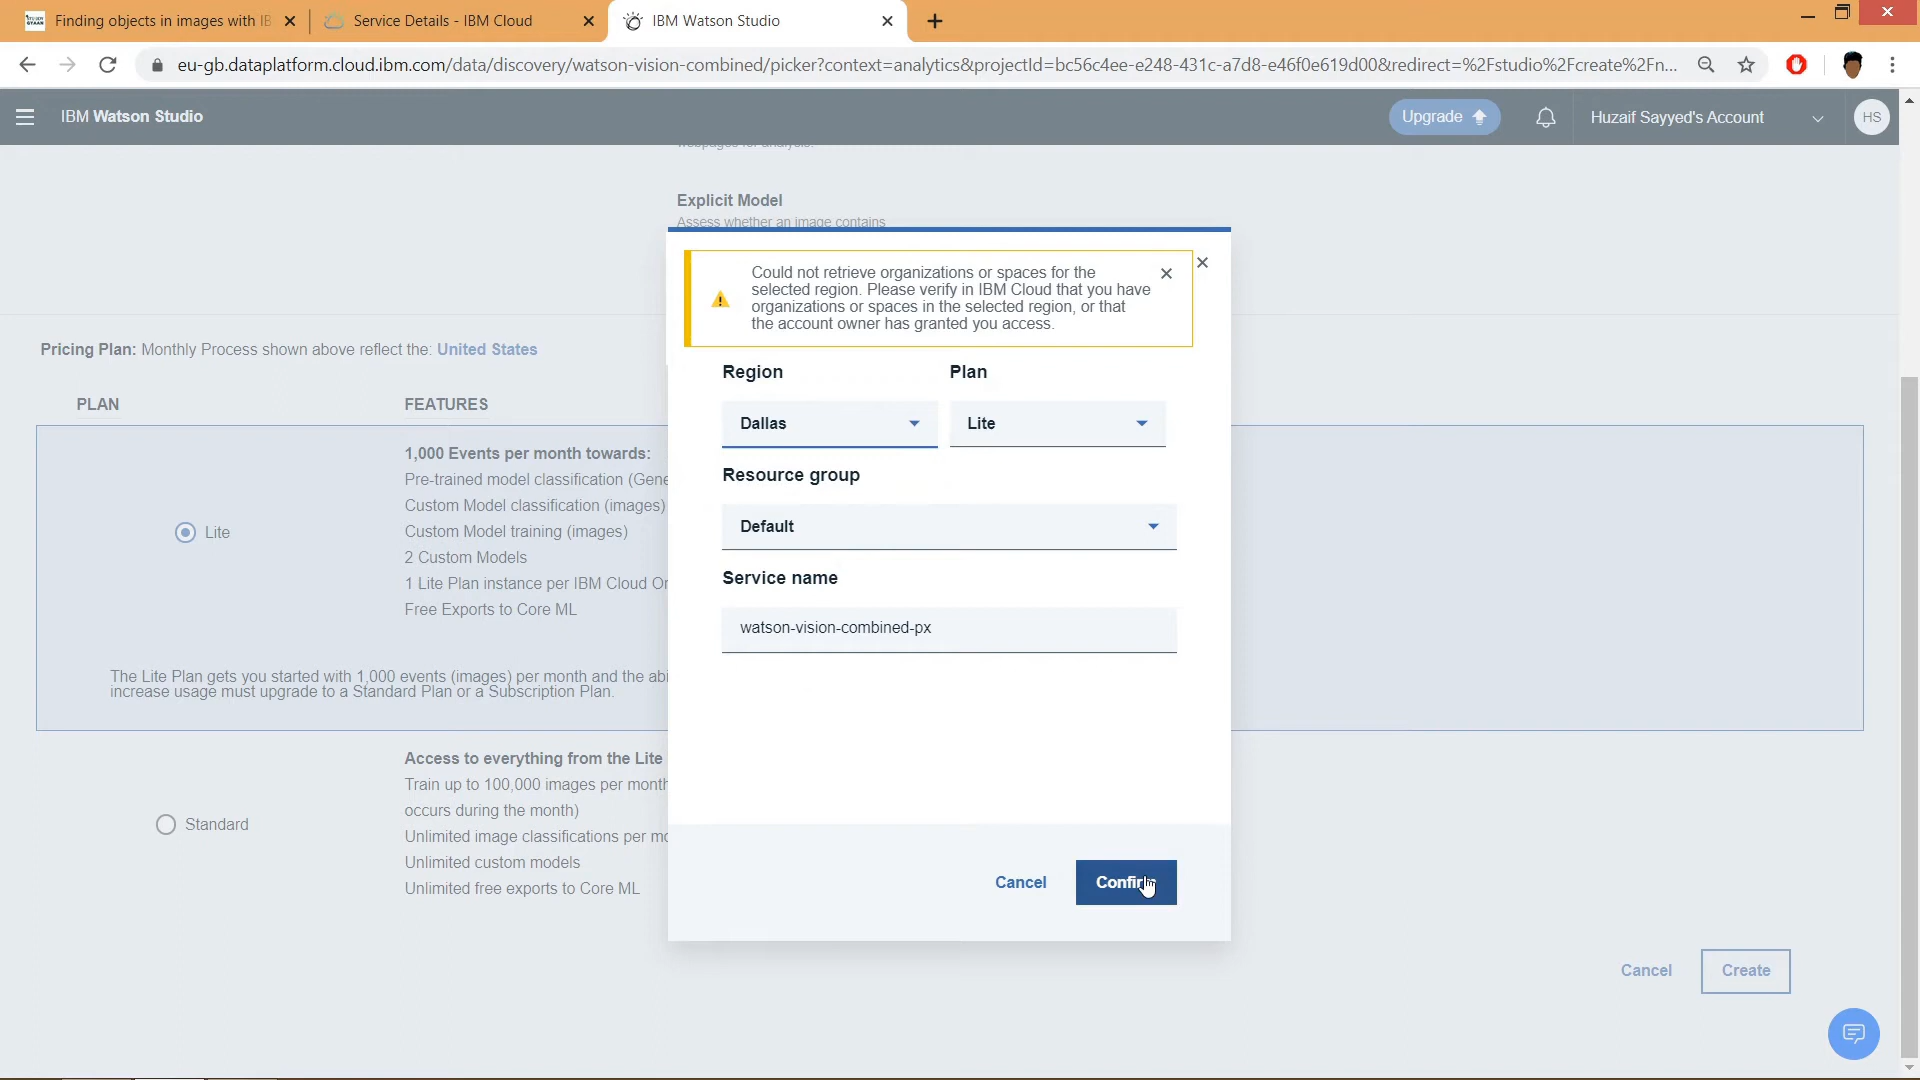 Finding objects in images with IB
Service Details - IBM Cloud
IBM Watson Studio
eu-gb.dataplatform.cloud.ibm.com/data/discovery/watson-vision-combined/picker?context=analytics&projectId=bc56c4ee-e248-431c-a7d8-e46f0e619d00&redirect=%2Fstudio%2Fcreate%2Fn...
IBM Watson Studio
Upgrade
Huzaif Sayyed's Account
HS
webpages for analysis.
Explicit Model
Assess whether an image contains
Could not retrieve organizations or spaces for the
selected region. Please verify in IBM Cloud that you have
organizations or spaces in the selected region, or that
the account owner has granted you access.
Pricing Plan: Monthly Process shown above reflect the: United States
Region
Plan
Dallas
Lite
Resource group
Default
Service name
watson-vision-combined-px
Cancel
Confirm
PLAN
FEATURES
Lite
1,000 Events per month towards:
Pre-trained model classification (Gene
Custom Model classification (images)
Custom Model training (images)
2 Custom Models
1 Lite Plan instance per IBM Cloud Or
Free Exports to Core ML
The Lite Plan gets you started with 1,000 events (images) per month and the abi
increase usage must upgrade to a Standard Plan or a Subscription Plan.
Standard
Access to everything from the Lite
Train up to 100,000 images per month
occurs during the month)
Unlimited image classifications per mo
Unlimited custom models
Unlimited free exports to Core ML
Cancel
Create